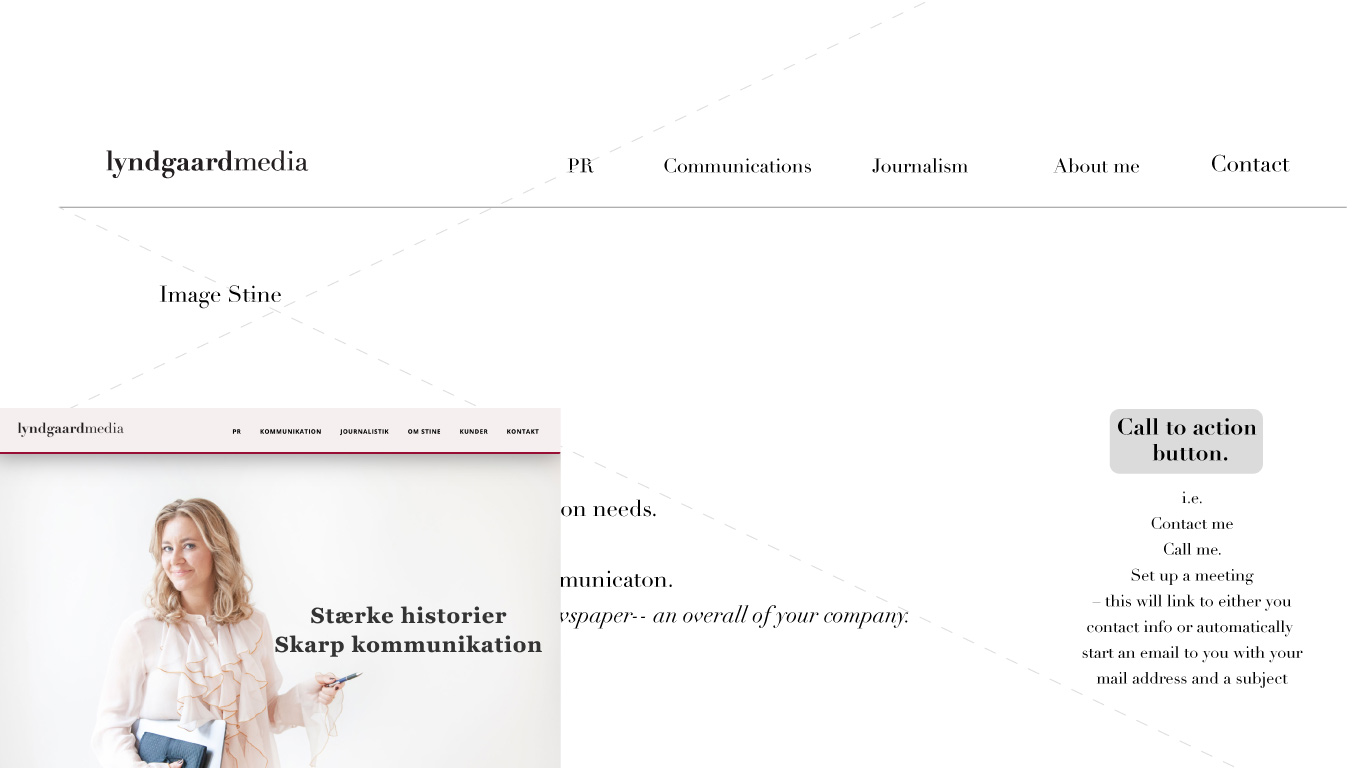 lyndgaardmedia
PR Communications Journalism About me Contact
Image Stine
lyndgaardmedia
PR KOMMUNIKATION JOURNALISTIK OM STINE KUNDER KONTAKT
Stærke historier
Skarp kommunikation
on needs.
municaton.
wspaper-- an overall of your company.
Call to action
button.
i.e.
Contact me
Call me.
Set up a meeting
– this will link to either you
contact info or automatically
start an email to you with your
mail address and a subject